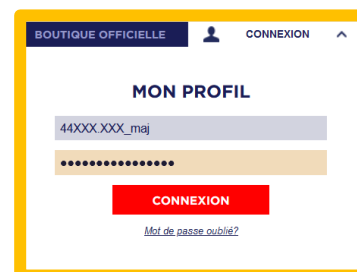 BOUTIQUE OFFICIELLE CONNEXION
MON PROFIL
44XXX.XXX_maj
••••••••••••••••
CONNEXION
Mot de passe oublié?